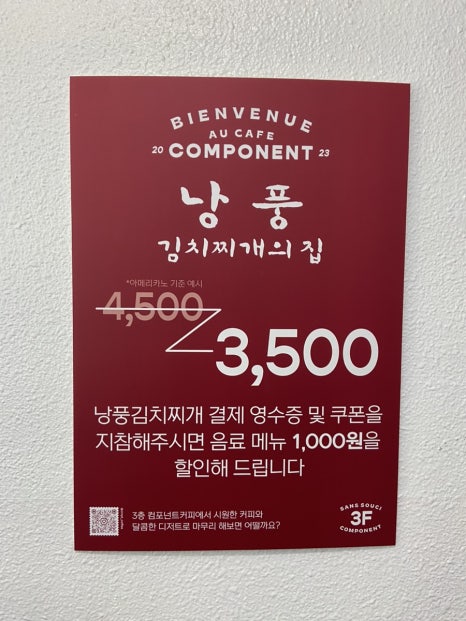 BIENVENUE
AU CAFE
20 COMPONENT 23
낭풍
김치찌개의집
*아메리카노 기준 예시
4,500
3,500
낭풍김치찌개 결제 영수증 및 쿠폰을
지참해주시면 음료 메뉴 1,000원을
할인해 드립니다
3층 컴포넌트커피에서 시원한 커피와
달콤한 디저트로 마무리 해보면 어떨까요?
SANS SOUCI
3F
COMPONENT